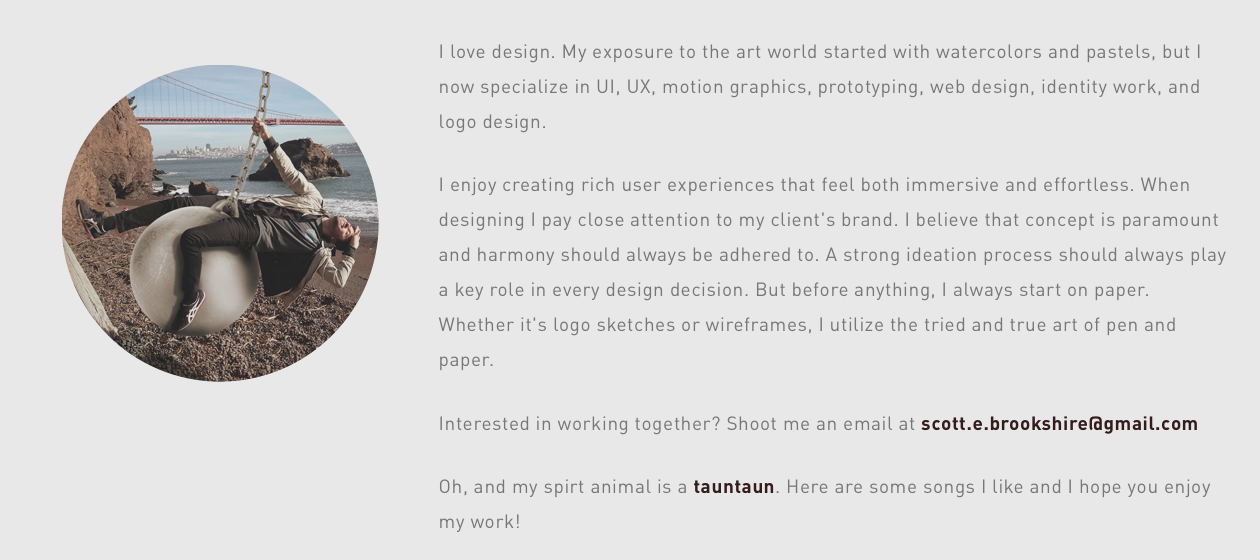 I love design. My exposure to the art world started with watercolors and pastels, but I
now specialize in UI, UX, motion graphics, prototyping, web design, identity work, and
logo design.
I enjoy creating rich user experiences that feel both immersive and effortless. When
designing I pay close attention to my client's brand. I believe that concept is paramount
and harmony should always be adhered to. A strong ideation process should always play
a key role in every design decision. But before anything, I always start on paper.
Whether it's logo sketches or wireframes, I utilize the tried and true art of pen and
paper.
Interested in working together? Shoot me an email at scott.e.brookshire@gmail.com
Oh, and my spirt animal is a tauntaun. Here are some songs I like and I hope you enjoy
my work!